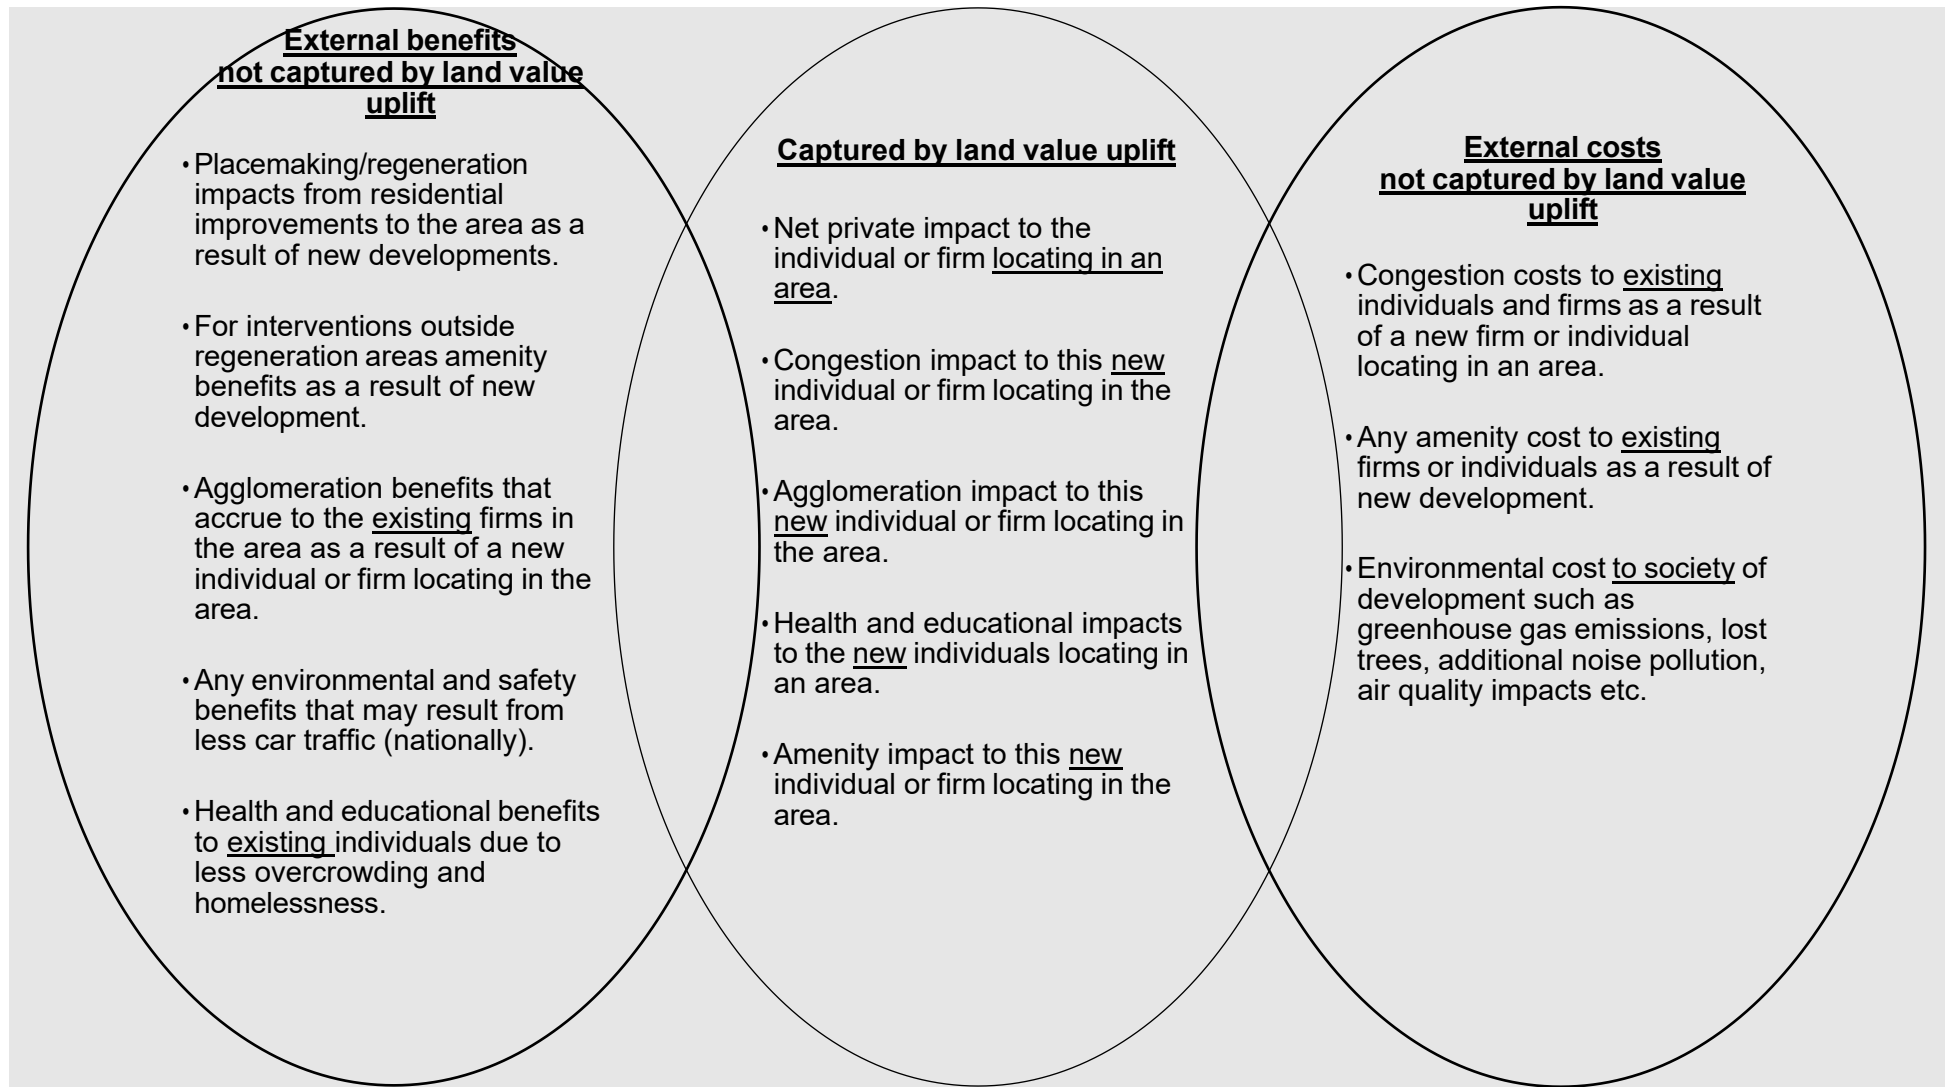 External benefits
not captured by land value
uplift
•Placemaking/regeneration
impacts from residential
improvements to the area as a
result of new developments.
•For interventions outside
regeneration areas amenity
benefits as a result of new
development.
•Agglomeration benefits that
accrue to the existing firms in
the area as a result of a new
individual or firm locating in the
area.
•Any environmental and safety
benefits that may result from
less car traffic (nationally).
•Health and educational benefits
to existing individuals due to
less overcrowding and
homelessness.
Captured by land value uplift
•Net private impact to the
individual or firm locating in an
area.
•Congestion impact to this new
individual or firm locating in the
area.
•Agglomeration impact to this
new individual or firm locating in
the area.
•Health and educational impacts
to the new individuals locating in
an area.
•Amenity impact to this new
individual or firm locating in the
area.
External costs
not captured by land value
uplift
•Congestion costs to existing
individuals and firms as a result
of a new firm or individual
locating in an area.
•Any amenity cost to existing
firms or individuals as a result of
new development.
•Environmental cost to society of
development such as
greenhouse gas emissions, lost
trees, additional noise pollution,
air quality impacts etc.